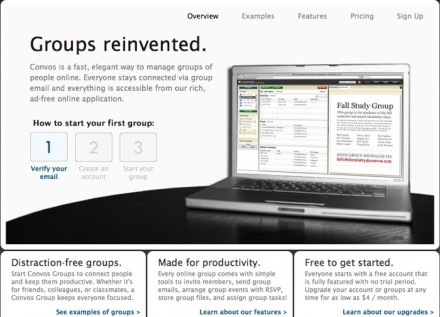 Overview Examples Features Pricing Sign Up
Groups reinvented.
Convos is a fast, elegant way to manage groups of
people online. Everyone stays connected via group
email and everything is accessible from our rich,
ad-free online application.
How to start your first group:
1 2 3
Verify your email
Create an account
Start your group
Fall Study Group
Distraction-free groups.
Start Convos Groups to connect people
and keep them productive. Whether it's
for friends, colleagues, or classmates, a
Convos Group keeps everyone focused.
See examples of groups >
Made for productivity.
Every online group comes with simple
tools to invite members, send group
emails, arrange group events with RSVP,
store group files, and assign group tasks!
Learn about our features >
Free to get started.
Everyone starts with a free account that
is fully featured with no trial period.
Upgrade your account or groups at any
time for as low as $4 / month.
Learn about our upgrades >